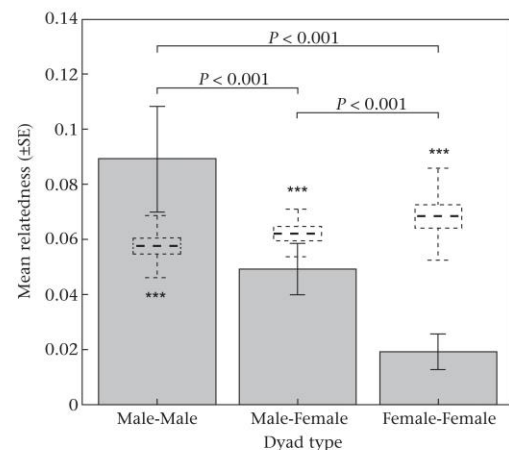 0.14
P < 0.001
0.12
P < 0.001
P < 0.001
0.1
***
0.08
***
0.06
***
0.04
0.02
0
Mean relatedness (±SE)
Male-Male Male-Female Female-Female
Dyad type